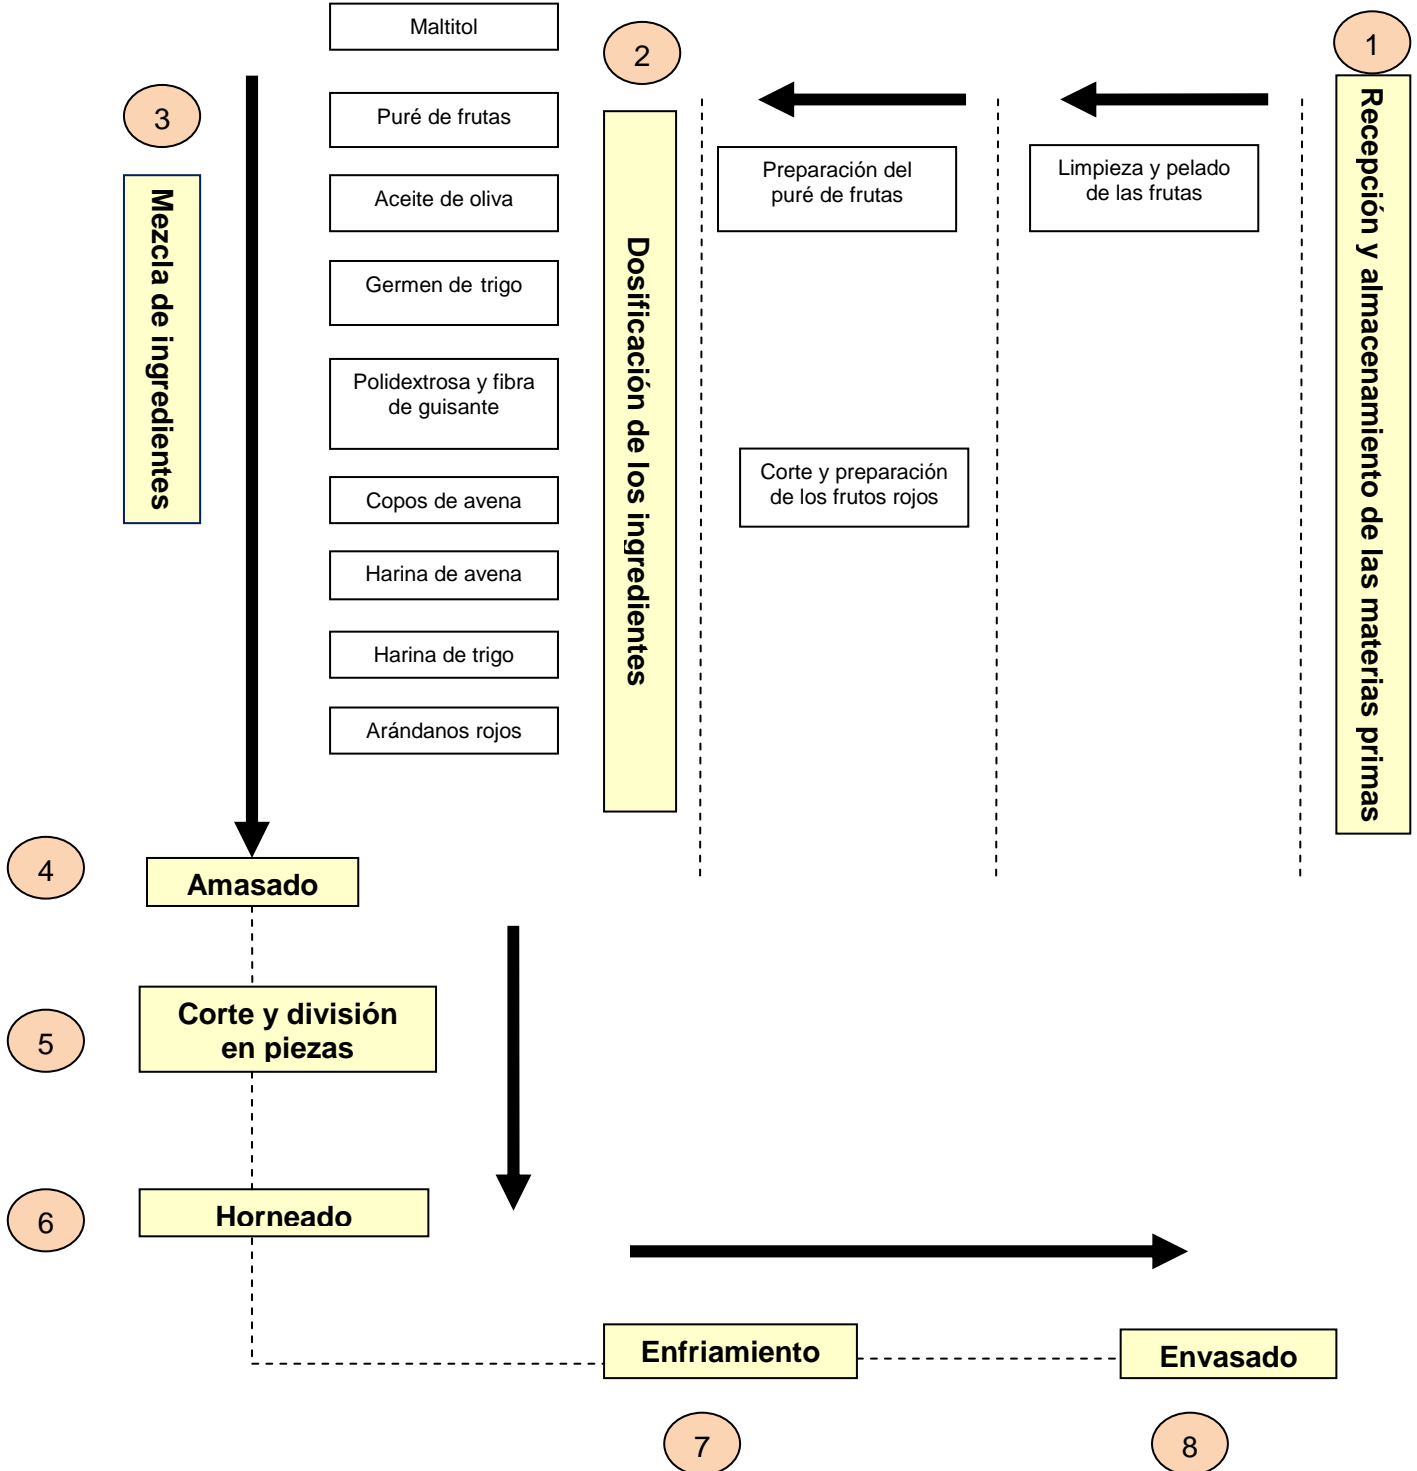 Maltitol
2
1
3
Puré de frutas
Preparación del
puré de frutas
Limpieza y pelado
de las frutas
Recepción y almacenamiento de las materias primas
Mezcla de ingredientes
Aceite de oliva
Dosificación de los ingredientes
Germen de trigo
Polidextrosa y fibra
de guisante
Corte y preparación
de los frutos rojos
Copos de avena
Harina de avena
Harina de trigo
Arándanos rojos
4
Amasado
5
Corte y división
en piezas
6
Horneado
Enfriamiento
Envasado
7
8